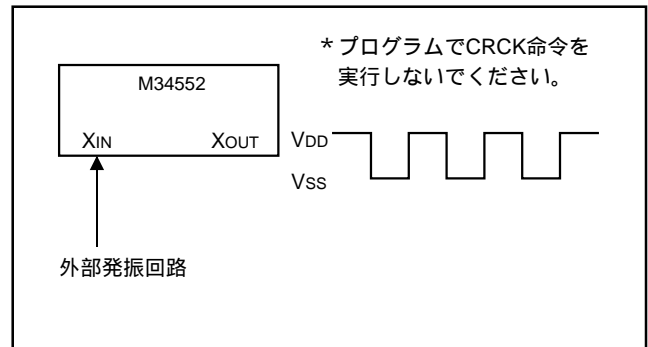 ＊プログラムでCRCK命令を
実行しないでください。
M34552
XIN XOUT
VDD
VSS
外部発振回路